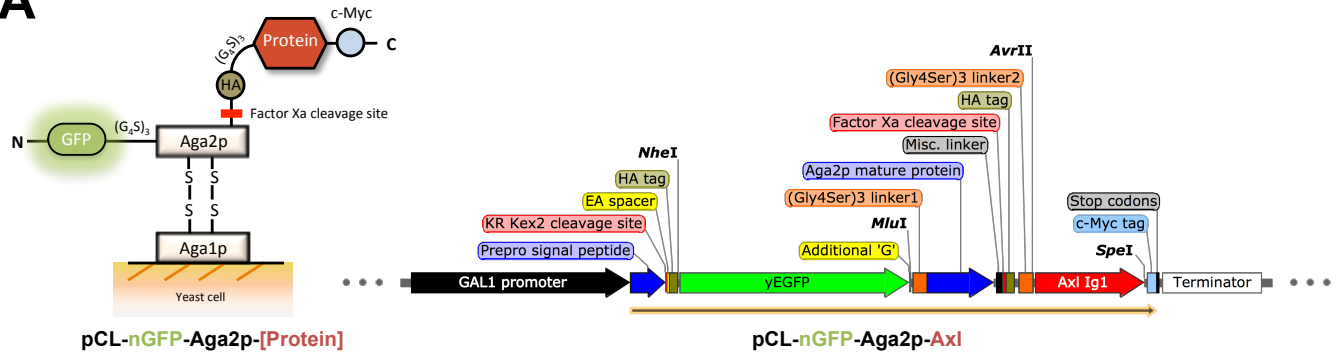 A
c-Myc
(G4S)3
Protein
C
HA
Factor Xa cleavage site
N
GFP
(G4S)3
Aga2p
S
S
S
S
Aga1p
Yeast cell
pCL-nGFP-Aga2p-[Protein]
AvrII
(Gly4Ser)3 linker2
HA tag
Factor Xa cleavage site
Misc. linker
NheI
Aga2p mature protein
HA tag
EA spacer
(Gly4Ser)3 linker1
Stop codons
KR Kex2 cleavage site
MluI
c-Myc tag
Prepro signal peptide
Additional 'G'
SpeI
GAL1 promoter
yEGFP
Axl Ig1
Terminator
pCL-nGFP-Aga2p-Axl